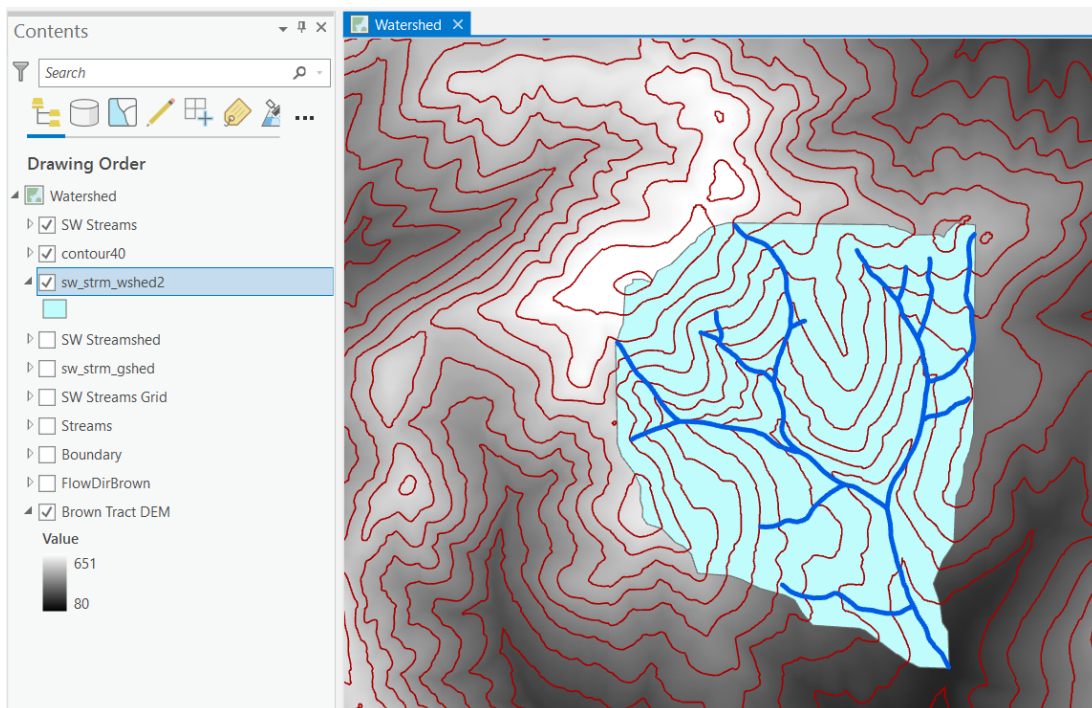 Contents
Watershed
Search
Drawing Order
Watershed
SW Streams
contour40
sw_strm_wshed2
SW Streamshed
sw_strm_gshed
SW Streams Grid
Streams
Boundary
FlowDirBrown
Brown Tract DEM
Value
651
80